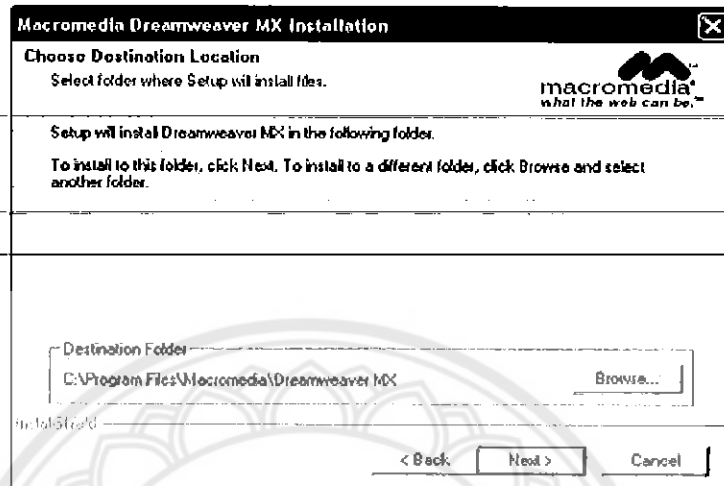 Macromedia Dreamweaver MX Installation
Choose Destination Location
Select folder where Setup will install files.
macromedia
what the web can be.™
Setup will install Dreamweaver MX in the following folder.
To install to this folder, click Next. To install to a different folder, click Browse and select
another folder.
Destination Folder
C:\Program Files\Macromedia\Dreamweaver MX
Browse...
InstallShield
< Back
Next >
Cancel